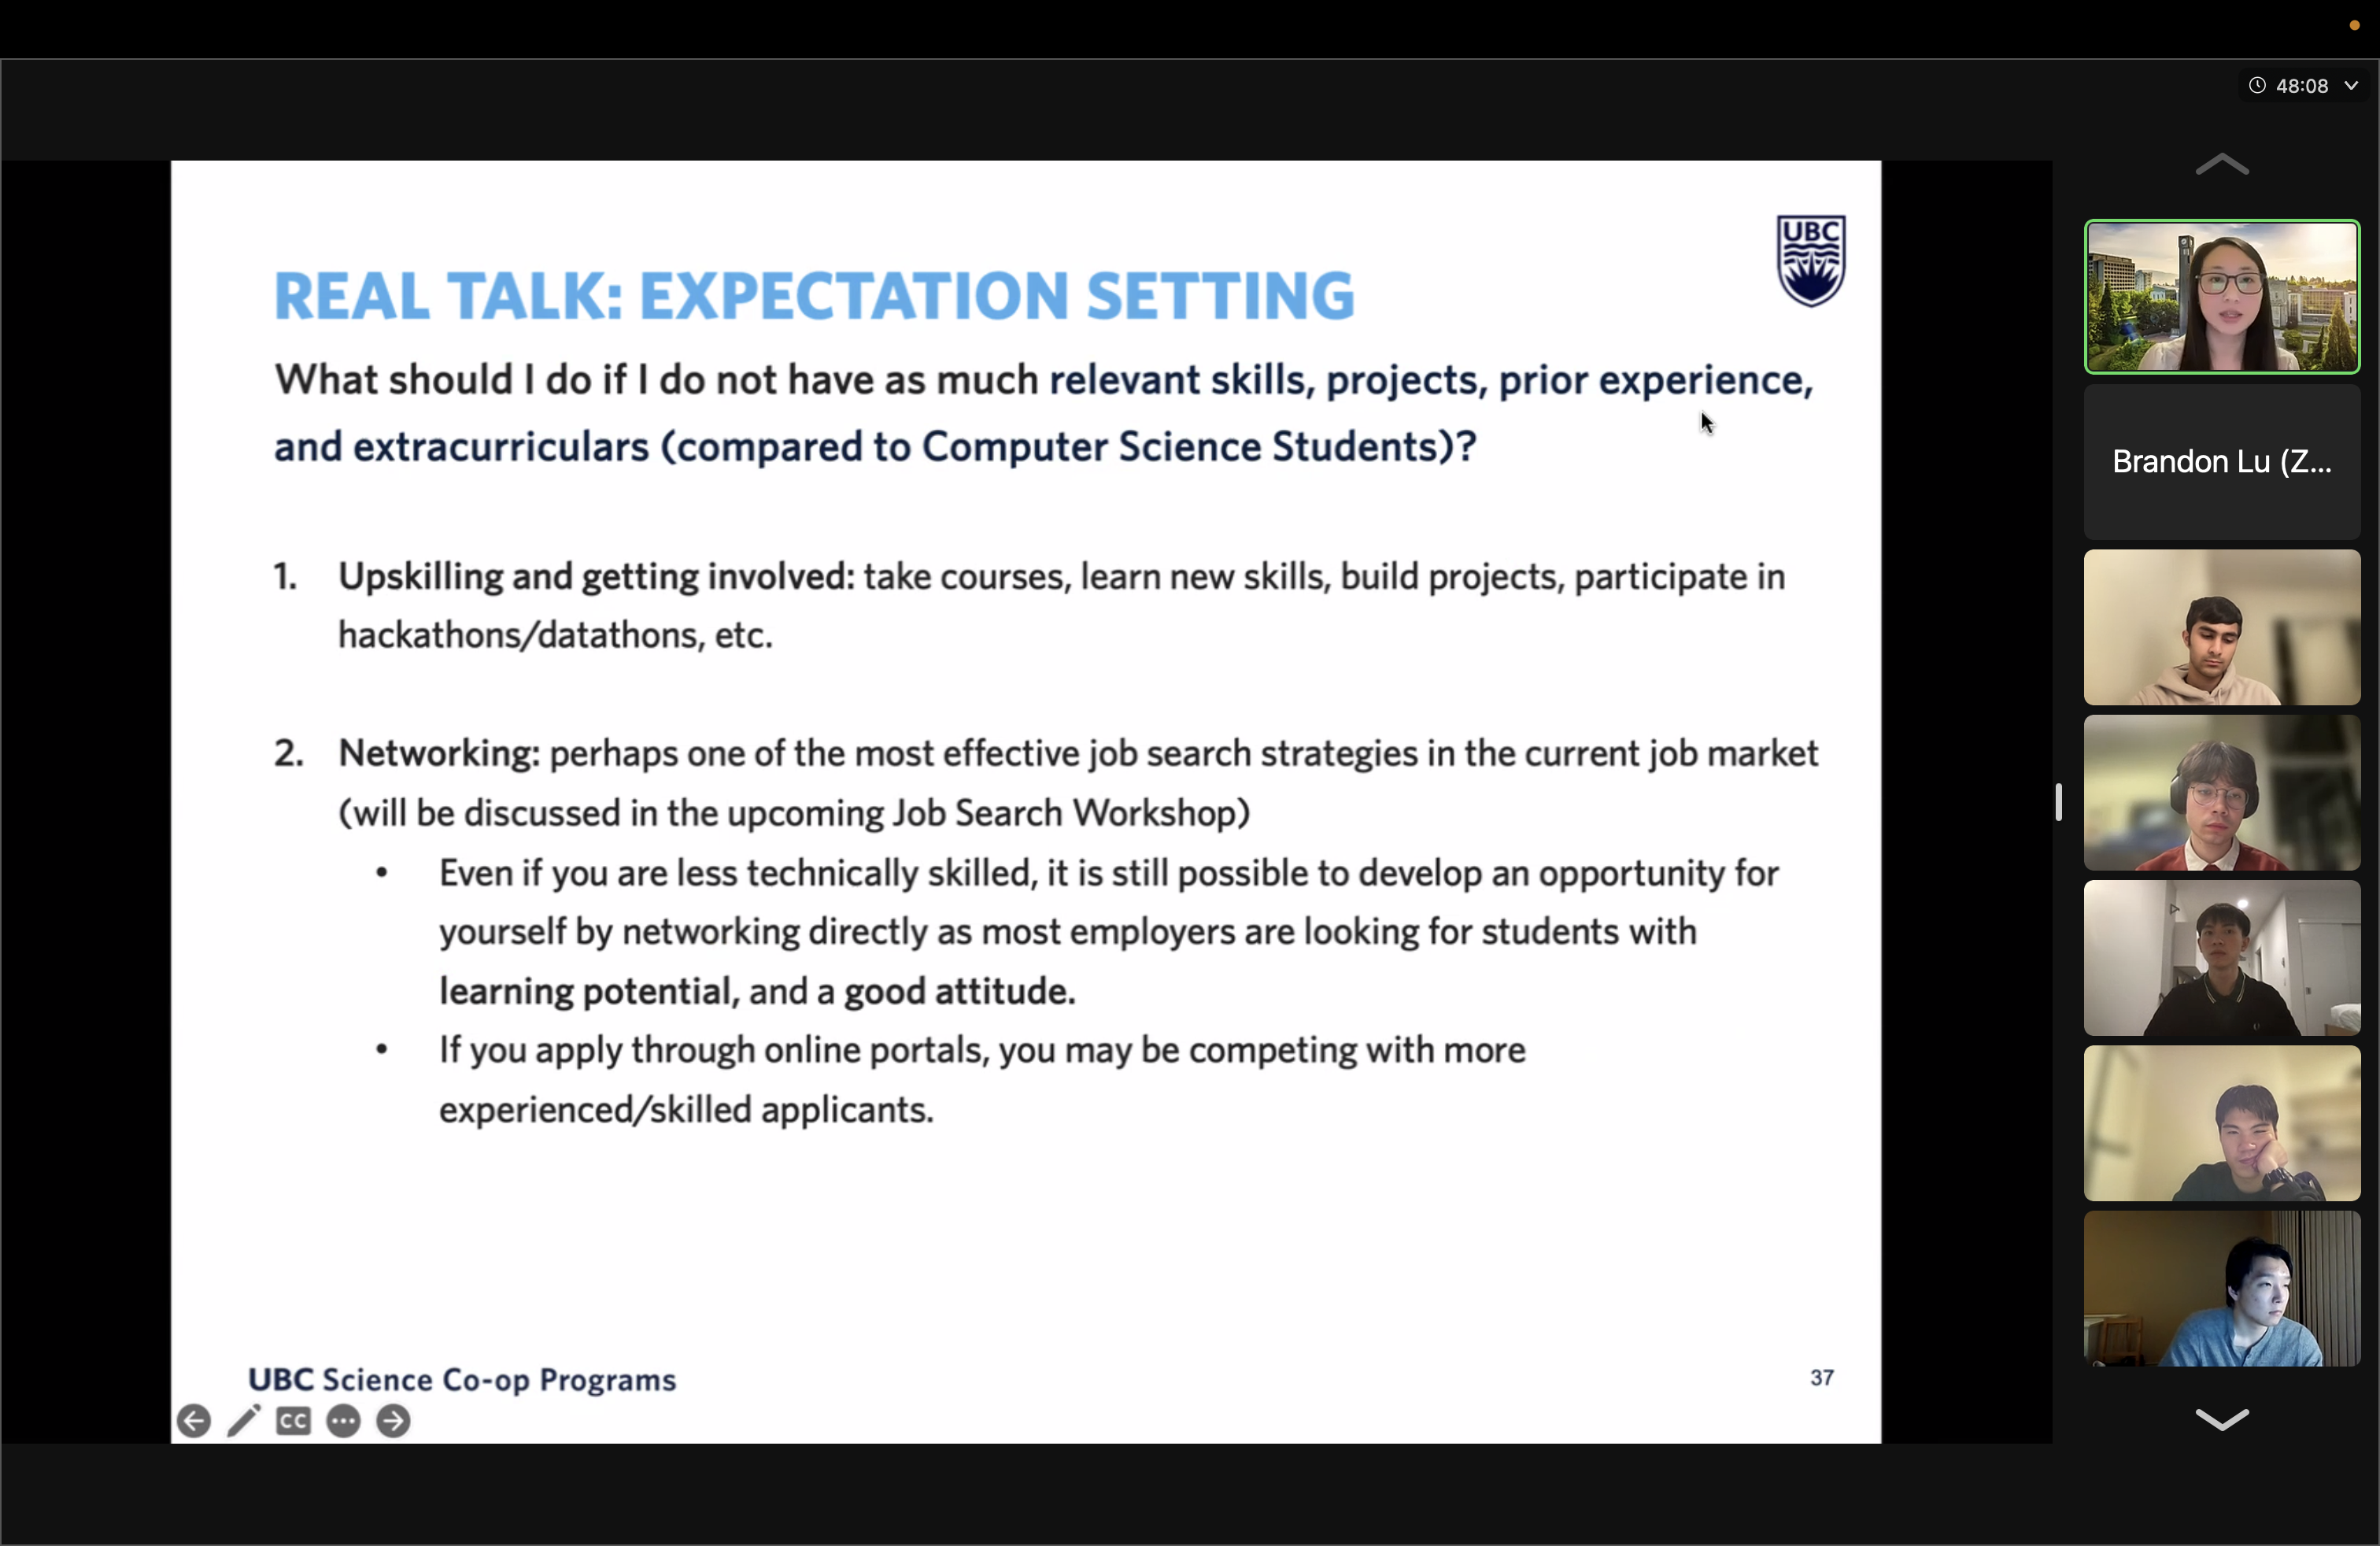 48:08
UBC
REAL TALK: EXPECTATION SETTING
What should I do if I do not have as much relevant skills, projects, prior experience,
and extracurriculars (compared to Computer Science Students)?
1. Upskilling and getting involved: take courses, learn new skills, build projects, participate in
hackathons/datathons, etc.
2. Networking: perhaps one of the most effective job search strategies in the current job market
(will be discussed in the upcoming Job Search Workshop)
• Even if you are less technically skilled, it is still possible to develop an opportunity for
yourself by networking directly as most employers are looking for students with
learning potential, and a good attitude.
• If you apply through online portals, you may be competing with more
experienced/skilled applicants.
UBC Science Co-op Programs
37
CC
Brandon Lu (Z...